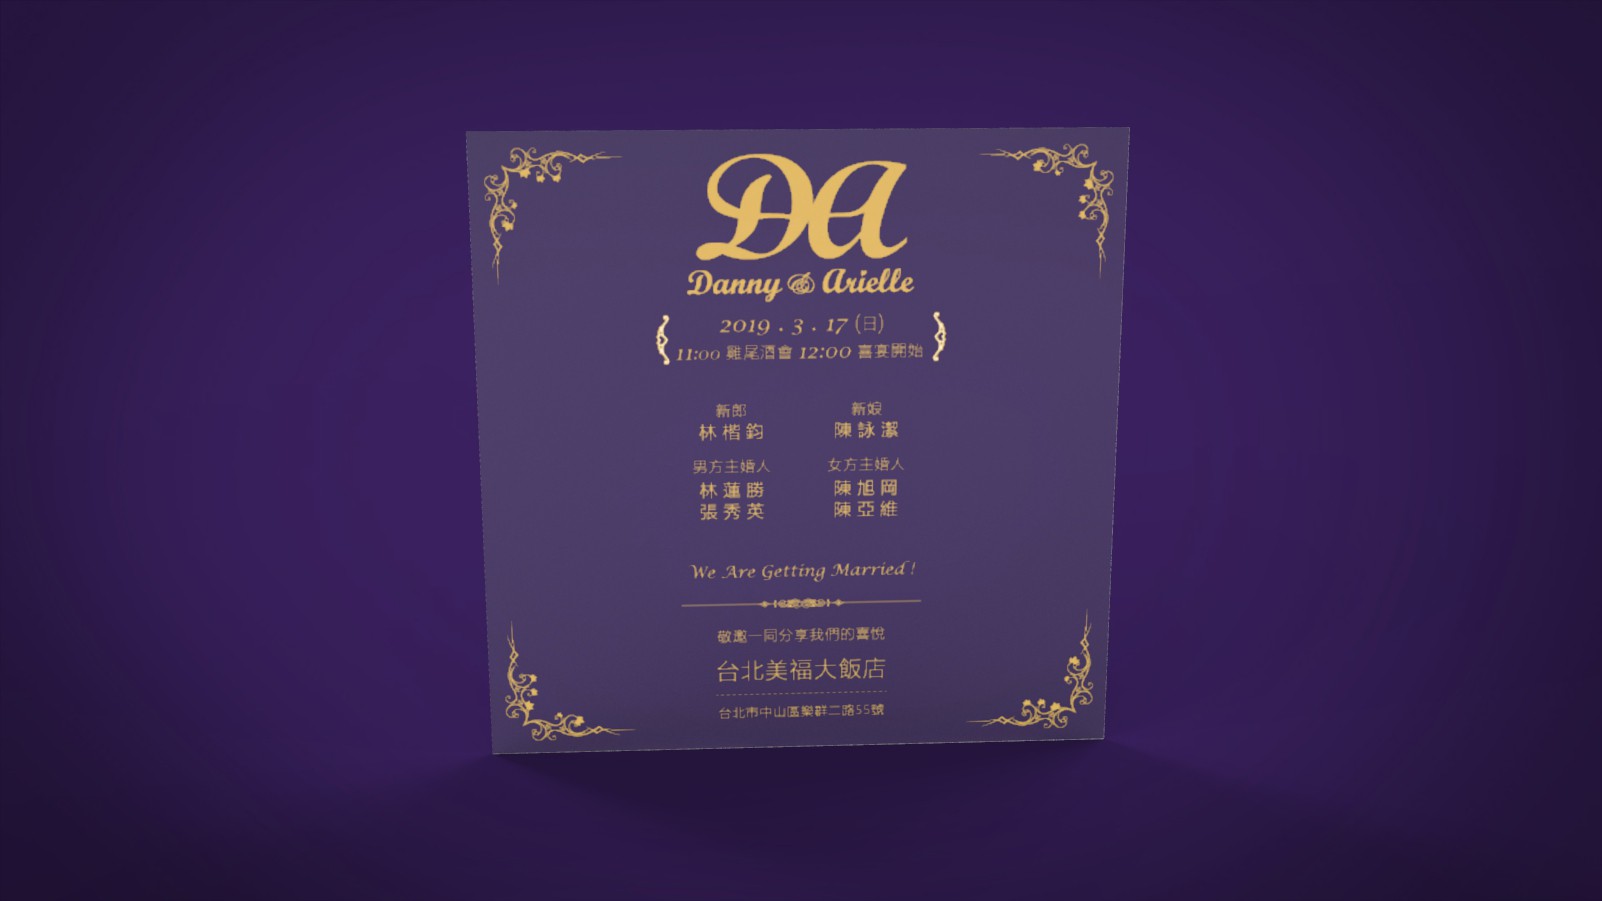 DA
Danny & Arielle
2019 . 3 . 17 (日)
11:00 雞尾酒會 12:00 喜宴開始
新郎 新娘
林楷鈞 陳詠潔
男方主婚人 女方主婚人
林蓮勝 陳旭岡
張秀英 陳亞維
We Are Getting Married !
敬邀一同分享我們的喜悅
台北美福大飯店
台北市中山區樂群二路55號